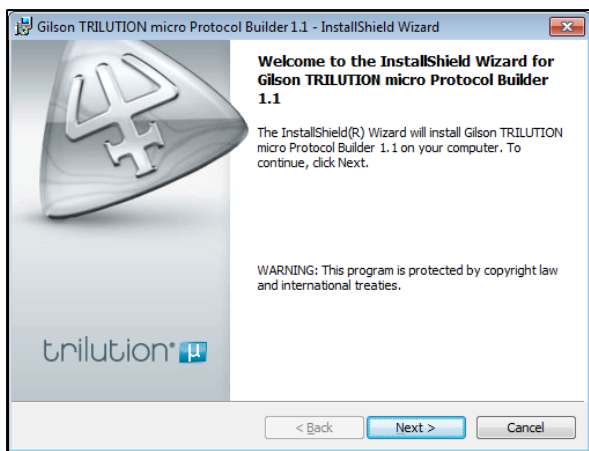 Gilson TRILUTION micro Protocol Builder 1.1 - InstallShield Wizard
Welcome to the InstallShield Wizard for
Gilson TRILUTION micro Protocol Builder
1.1
The InstallShield(R) Wizard will install Gilson TRILUTION
micro Protocol Builder 1.1 on your computer. To
continue, click Next.
WARNING: This program is protected by copyright law
and international treaties.
trilution® µ
< Back
Next >
Cancel